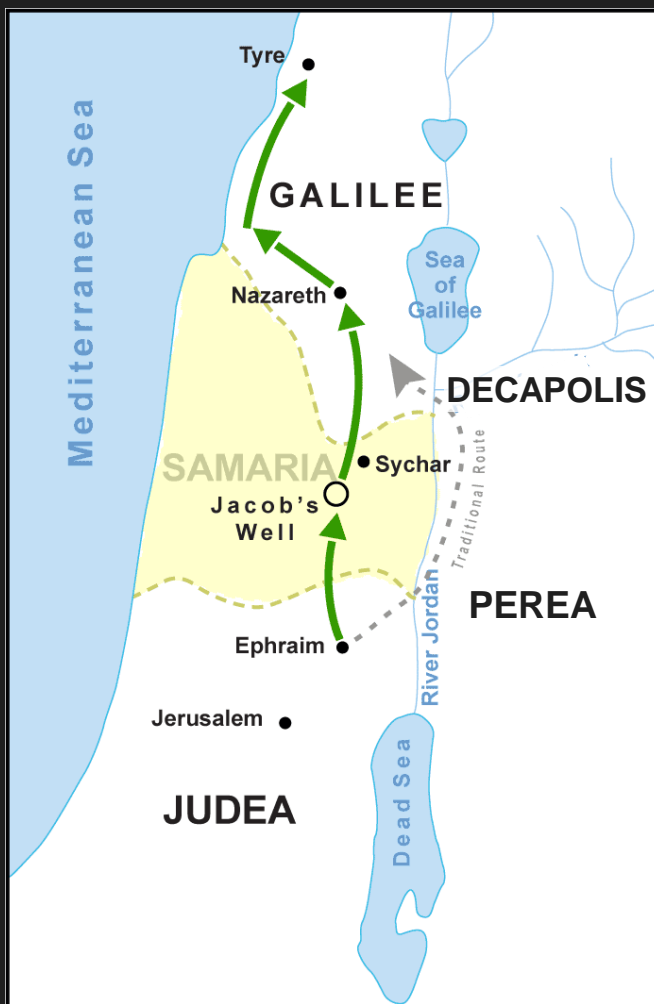 Tyre
Mediterranean Sea
GALILEE
Sea
of
Galilee
Nazareth
DECAPOLIS
SAMARIA
Sychar
Traditional Route
Jacob's
Well
PEREA
River Jordan
Ephraim
Jerusalem
JUDEA
Dead Sea